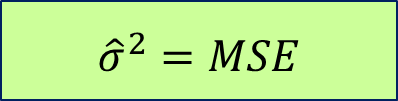 σ̂² = MSE